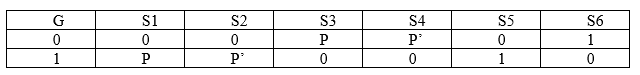 G S1 S2 S3 S4 S5 S6
0 0 0 P P’ 0 1
1 P P’ 0 0 1 0